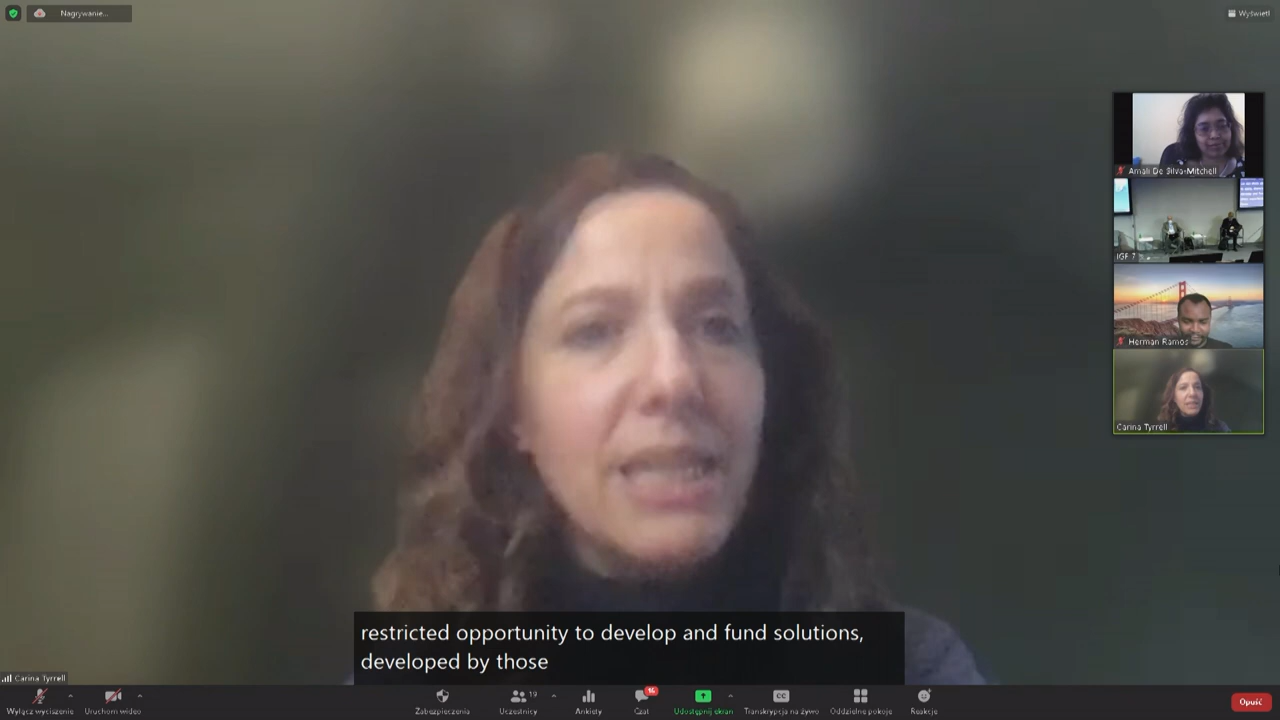 Nagrywanie...
Wyświetl
Amali De Silva-Mitchell
IGF 7
Herman Ramos
Carina Tyrrell
restricted opportunity to develop and fund solutions,
developed by those
Carina Tyrrell
Wyłącz wyciszenie
Uruchom wideo
Zabezpieczenia
19
Uczestnicy
Ankiety
16
Czat
Udostępnij ekran
CC
Transkrypcja na żywo
Oddzielne pokoje
Reakcje
Opuść